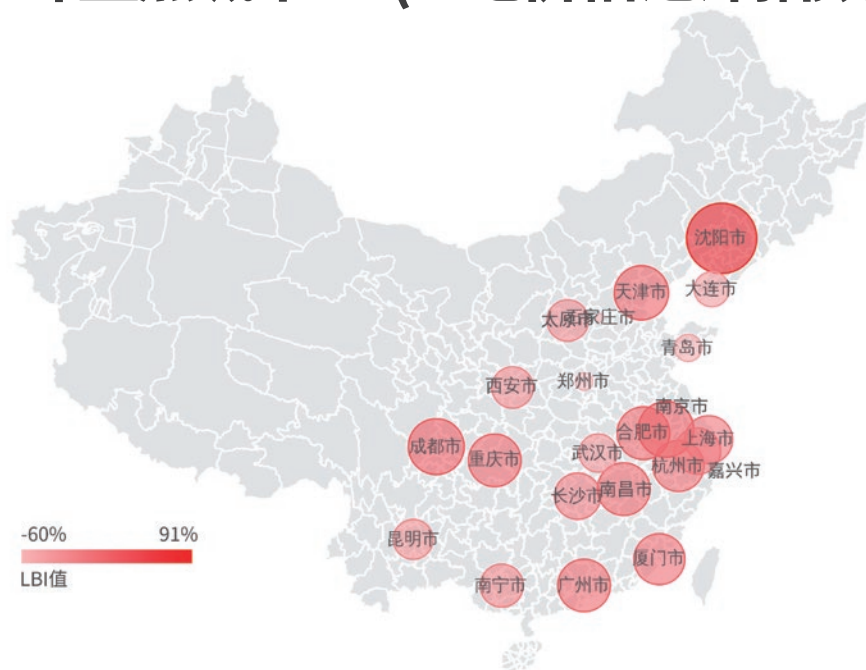 沈阳市
大连市
天津市
石家庄市
太原市
青岛市
西安市
郑州市
南京市
合肥市
上海市
成都市
武汉市
重庆市
杭州市
嘉兴市
长沙市
南昌市
-60%
91%
昆明市
LBI值
厦门市
南宁市
广州市